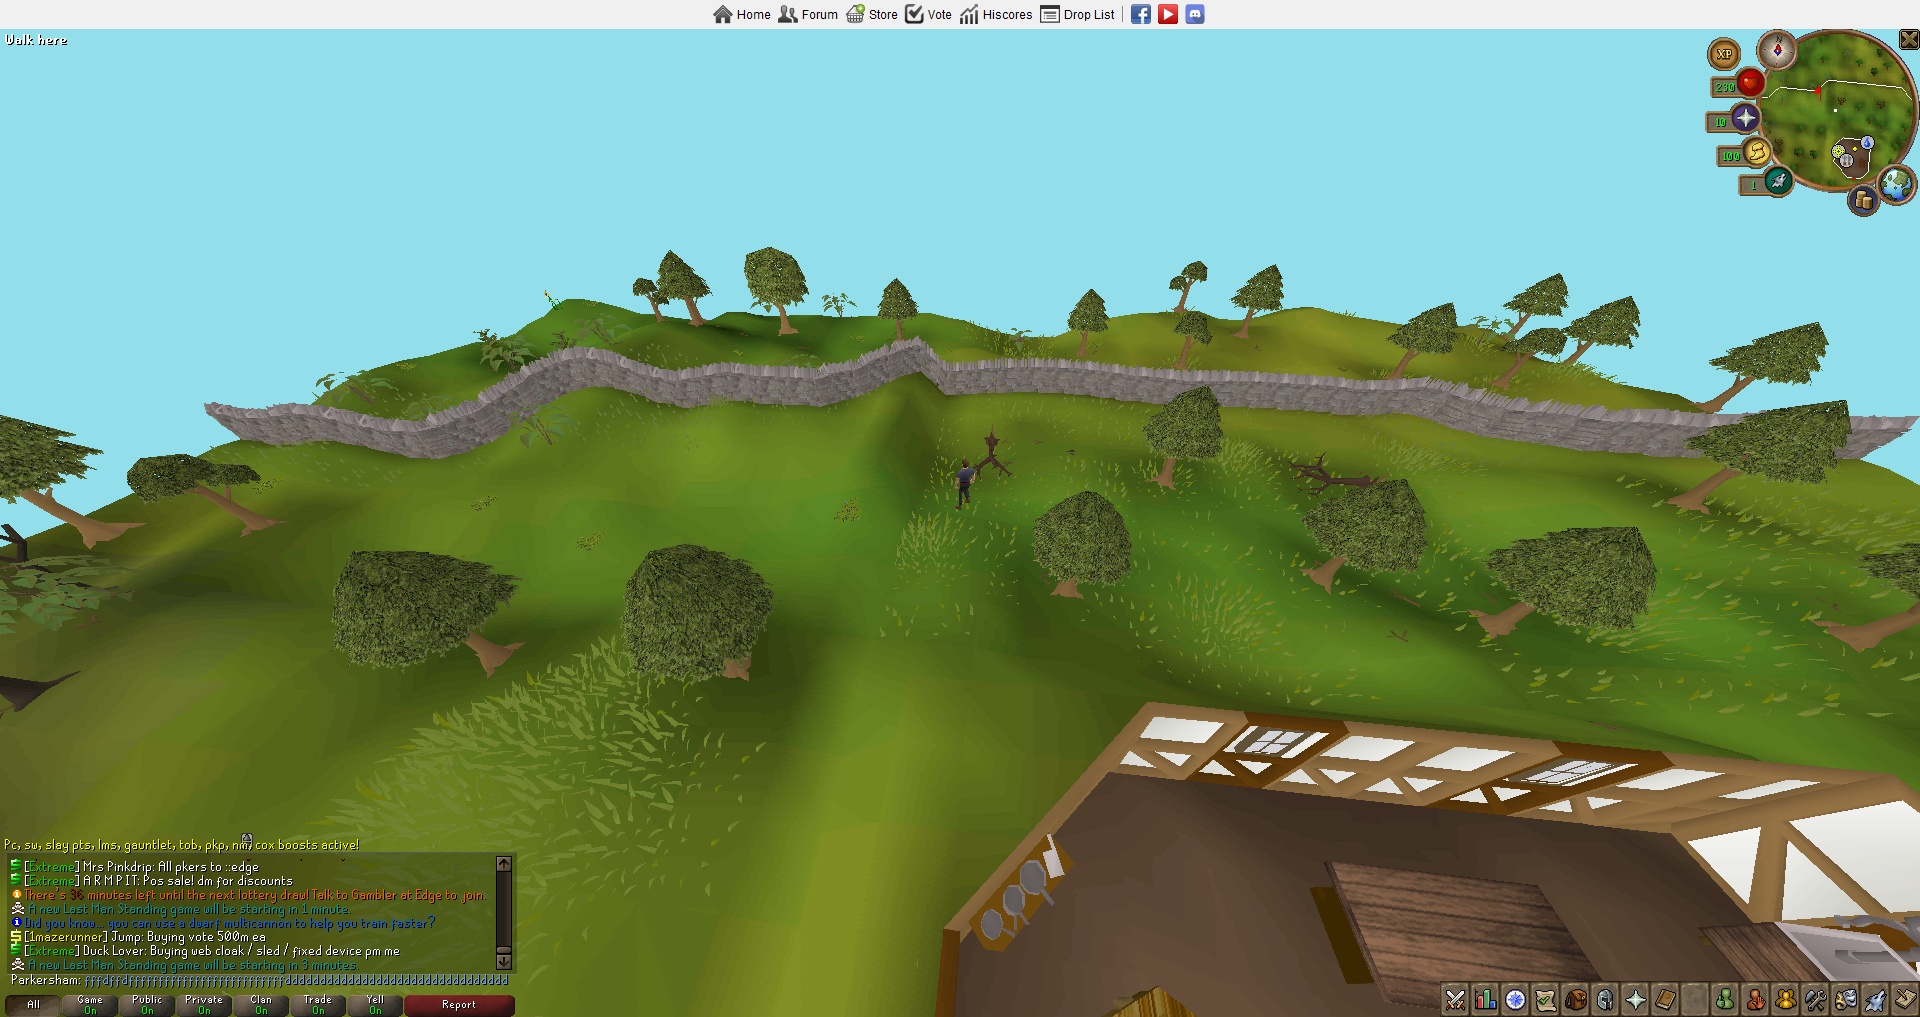 Home Forum Store Vote Hiscores Drop List
Walk here
XP
N
230
10
100
1
Pc, sw, slay pts, lms, gauntlet, tob, pkp, nm, cox boosts active!
[Extreme] Mrs Pinkdrip: All pkers to ::edge
[Extreme] A R M P I T: Pos sale! dm for discounts
There's 36 minutes left until the next lottery draw! Talk to Gambler at Edge to join.
A new Last Man Standing game will be starting in 1 minute.
Did you know... you can use a dwarf multicannon to help you train faster?
[1mazerunner] Jump: Buying vote 500m ea
[Extreme] Duck Lover: Buying web cloak / sled / fixed device pm me
A new Last Man Standing game will be starting in 3 minutes.
Parkersham:
All Game On Public On Private On Clan On Trade On Yell On Report